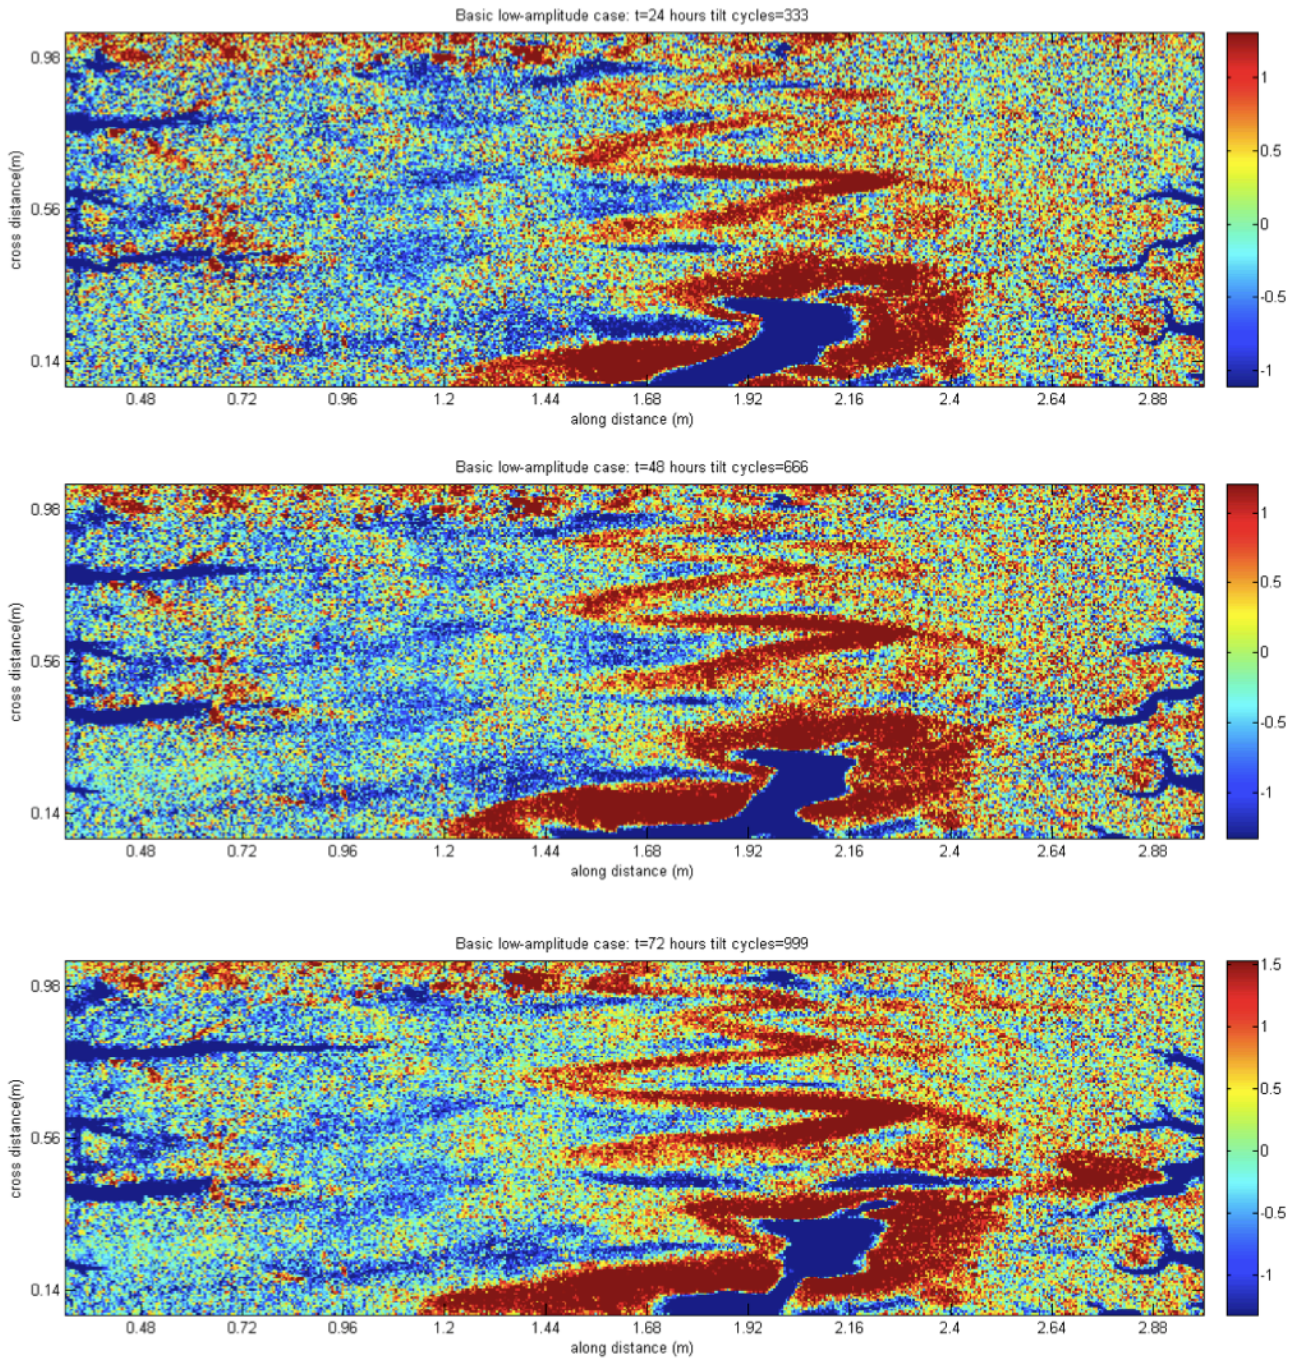 Basic low-amplitude case: t=24 hours tilt cycles=333
cross distance(m)
0.98
0.56
0.14
0.48 0.72 0.96 1.2 1.44 1.68 1.92 2.16 2.4 2.64 2.88
along distance (m)
1
0.5
0
-0.5
-1
Basic low-amplitude case: t=48 hours tilt cycles=666
cross distance(m)
0.98
0.56
0.14
0.48 0.72 0.96 1.2 1.44 1.68 1.92 2.16 2.4 2.64 2.88
along distance (m)
1
0.5
0
-0.5
-1
Basic low-amplitude case: t=72 hours tilt cycles=999
cross distance(m)
0.98
0.56
0.14
0.48 0.72 0.96 1.2 1.44 1.68 1.92 2.16 2.4 2.64 2.88
along distance (m)
1.5
1
0.5
0
-0.5
-1